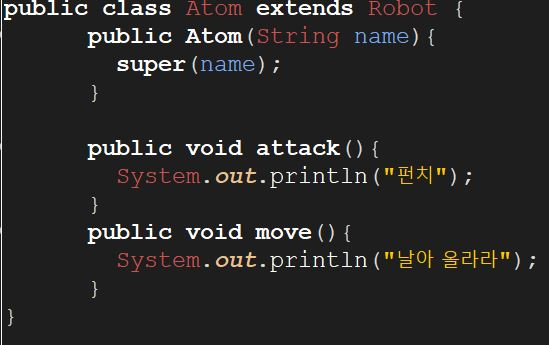 public class Atom extends Robot {
public Atom(String name){
super(name);
}
public void attack(){
System.out.println("펀치");
}
public void move(){
System.out.println("날아 올라라");
}
}